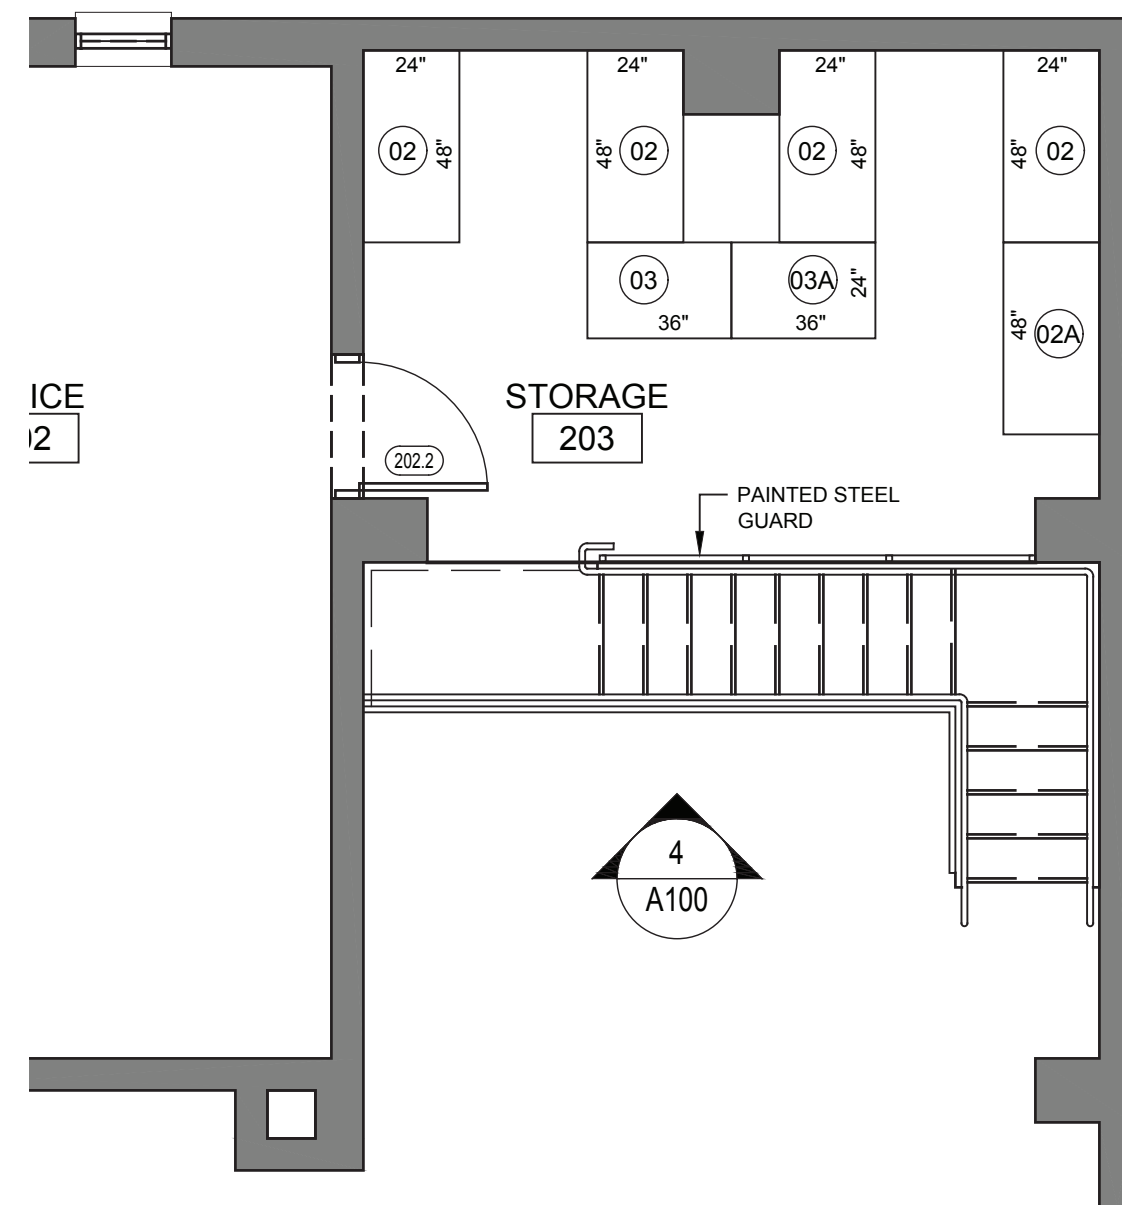 24" 24" 24" 24"
02 48" 48" 02 02 48" 48" 02
03 03A 24"
36" 36"
48" 02A
ICE STORAGE
02 203
202.2
PAINTED STEEL
GUARD
4
A100